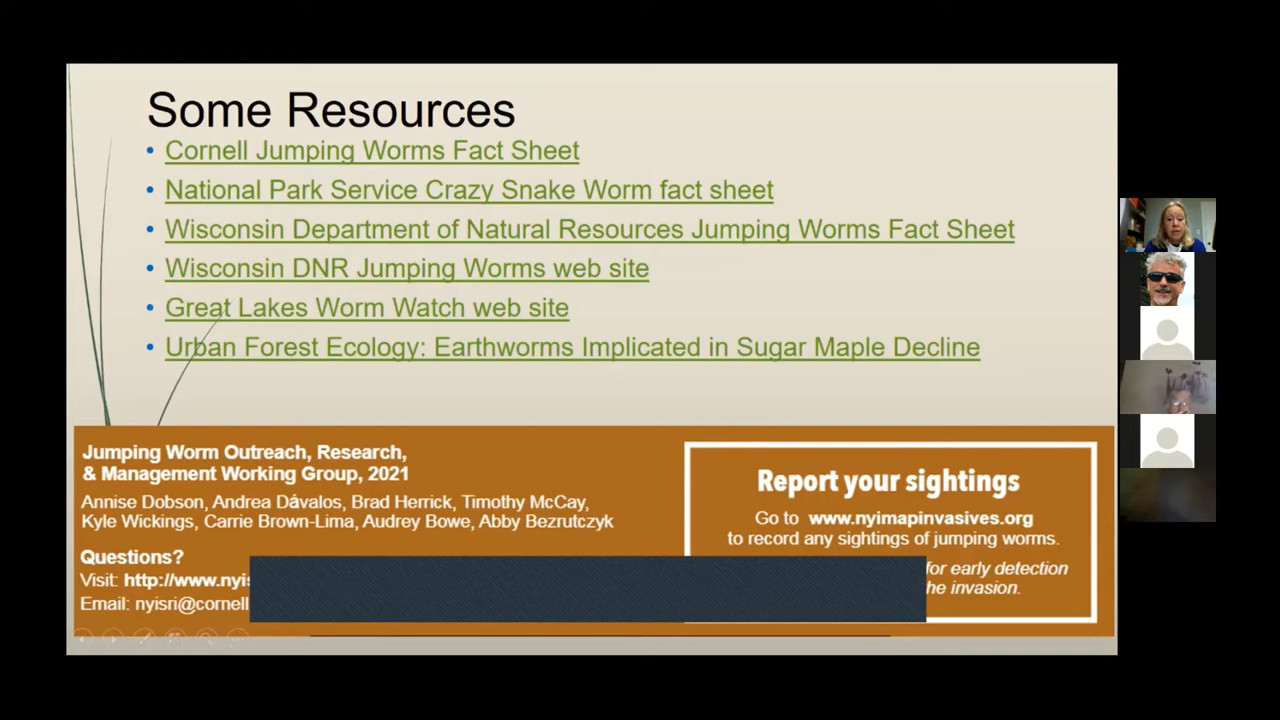 Some Resources
• Cornell Jumping Worms Fact Sheet
• National Park Service Crazy Snake Worm fact sheet
• Wisconsin Department of Natural Resources Jumping Worms Fact Sheet
• Wisconsin DNR Jumping Worms web site
• Great Lakes Worm Watch web site
• Urban Forest Ecology: Earthworms Implicated in Sugar Maple Decline
Jumping Worm Outreach, Research,
& Management Working Group, 2021
Annise Dobson, Andrea Dávalos, Brad Herrick, Timothy McCay,
Kyle Wickings, Carrie Brown-Lima, Audrey Bowe, Abby Bezrutczyk
Questions?
Visit: http://www.nyis
Email: nyisri@cornell
Report your sightings
Go to www.nyimapinvasives.org
to record any sightings of jumping worms.
for early detection
he invasion.